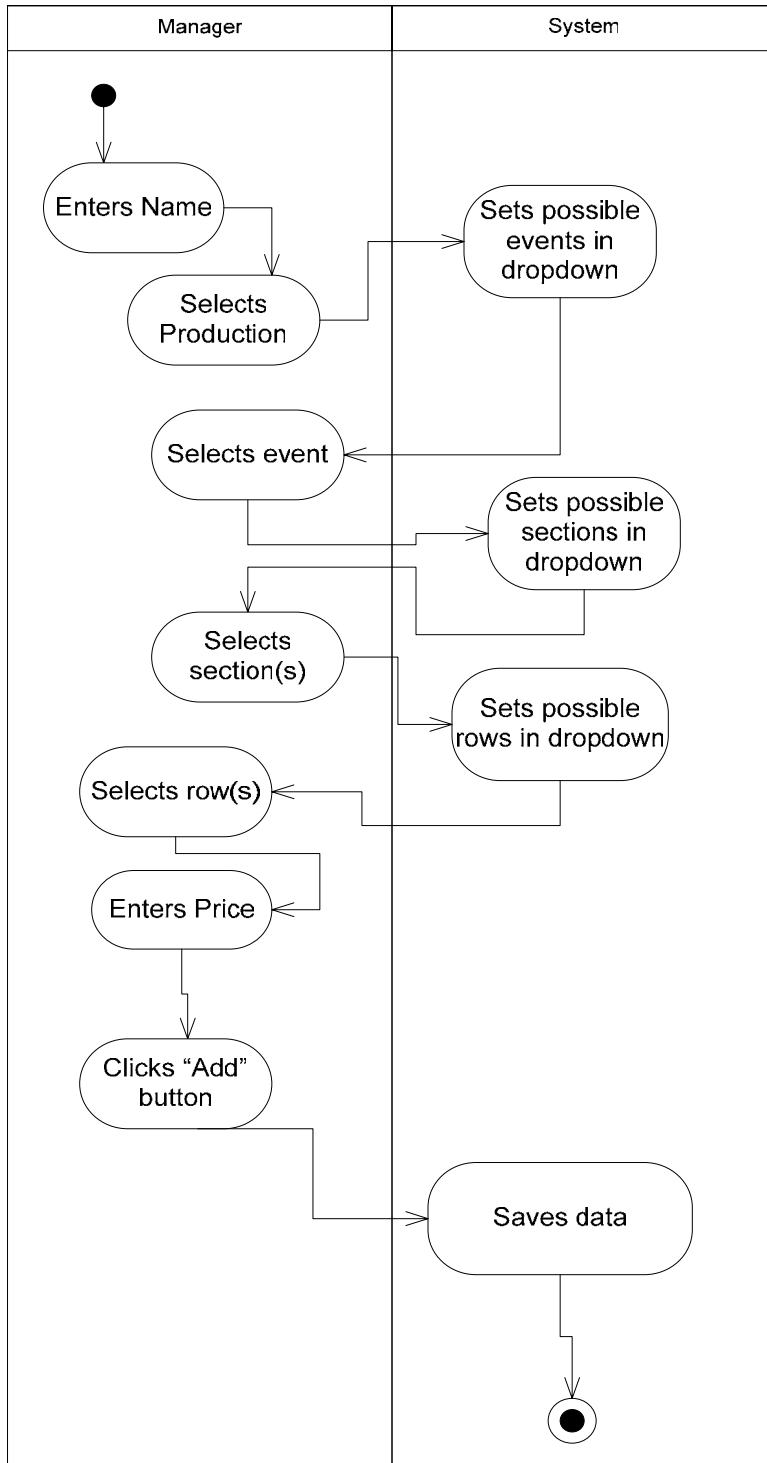 Manager
System
Enters Name
Sets possible
events in
dropdown
Selects
Production
Selects event
Sets possible
sections in
dropdown
Selects
section(s)
Sets possible
rows in dropdown
Selects row(s)
Enters Price
Clicks “Add”
button
Saves data